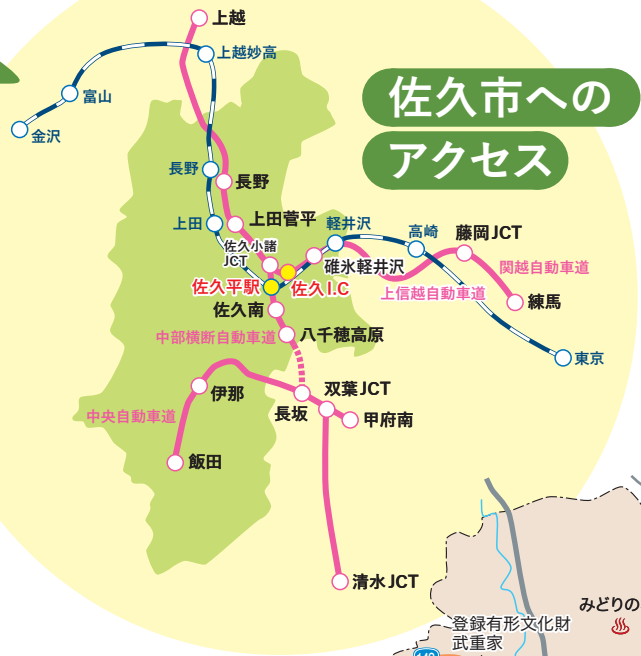 佐久市への
アクセス
上越
上越妙高
富山
金沢
長野
長野
上田
上田菅平
佐久小諸
JCT
軽井沢
高崎
藤岡JCT
碓氷軽井沢
関越自動車道
上信越自動車道
練馬
佐久平駅
佐久I.C
佐久南
中部横断自動車道
八千穂高原
東京
伊那
双葉JCT
長坂
甲府南
中央自動車道
飯田
清水JCT
みどりの
登録有形文化財
武重家